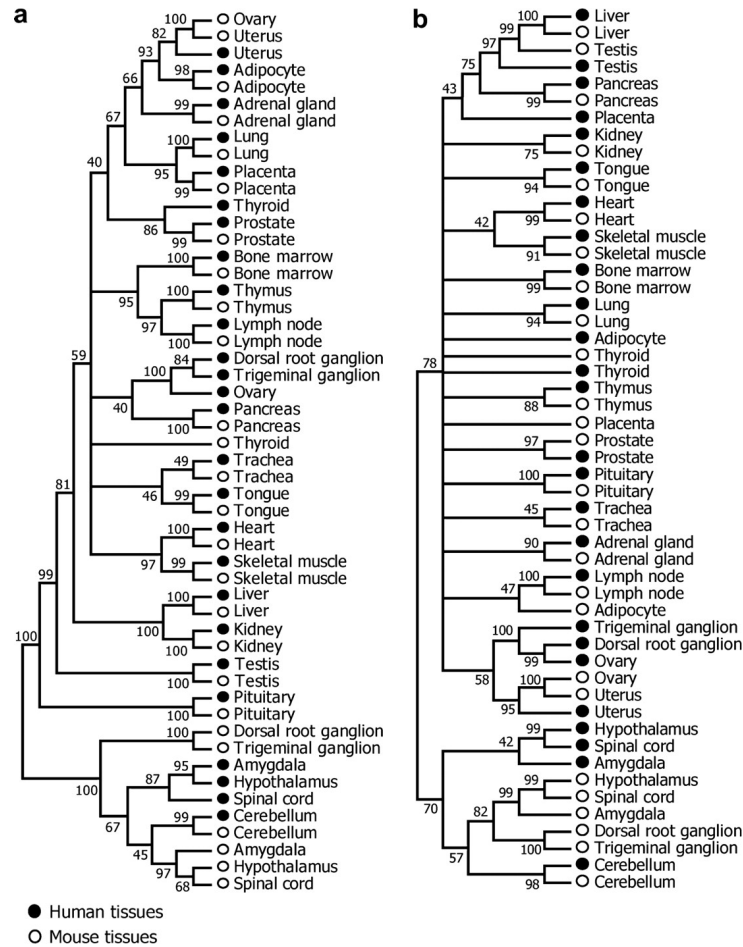 a
100 Ovary
Uterus
82
Uterus
93
98 Adipocyte
Adipocyte
66
99 Adrenal gland
Adrenal gland
67
100 Lung
Lung
95
Placenta
99 Placenta
40
Thyroid
86
Prostate
99 Prostate
100 Bone marrow
Bone marrow
95
100 Thymus
Thymus
97
Lymph node
100 Lymph node
59
84 Dorsal root ganglion
Trigeminal ganglion
100
Ovary
40
Pancreas
100 Pancreas
Thyroid
49 Trachea
Trachea
46
99 Tongue
Tongue
81
100 Heart
Heart
97
99 Skeletal muscle
Skeletal muscle
99
100 Liver
Liver
100
Kidney
100 Kidney
100
Testis
100 Testis
Pituitary
100 Pituitary
100 Dorsal root ganglion
Trigeminal ganglion
100
95 Amygdala
Hypothalamus
87
Spinal cord
67
99 Cerebellum
Cerebellum
45
Amygdala
97
Hypothalamus
68 Spinal cord
Human tissues
Mouse tissues
b
100 Liver
Liver
99
Testis
97
Testis
75
Pancreas
99 Pancreas
43
Placenta
Kidney
75 Kidney
Tongue
94 Tongue
Heart
99 Heart
42
Skeletal muscle
91 Skeletal muscle
Bone marrow
99 Bone marrow
Lung
94 Lung
Adipocyte
Thyroid
78
Thyroid
Thymus
88 Thymus
Placenta
97 Prostate
Prostate
100 Pituitary
Pituitary
45 Trachea
Trachea
90 Adrenal gland
Adrenal gland
100 Lymph node
Lymph node
47
Adipocyte
100 Trigeminal ganglion
Dorsal root ganglion
99 Ovary
58
100 Ovary
Uterus
95 Uterus
99 Hypothalamus
Spinal cord
42
Amygdala
70
99 Hypothalamus
Spinal cord
99
Amygdala
82
Dorsal root ganglion
100 Trigeminal ganglion
57
Cerebellum
98 Cerebellum